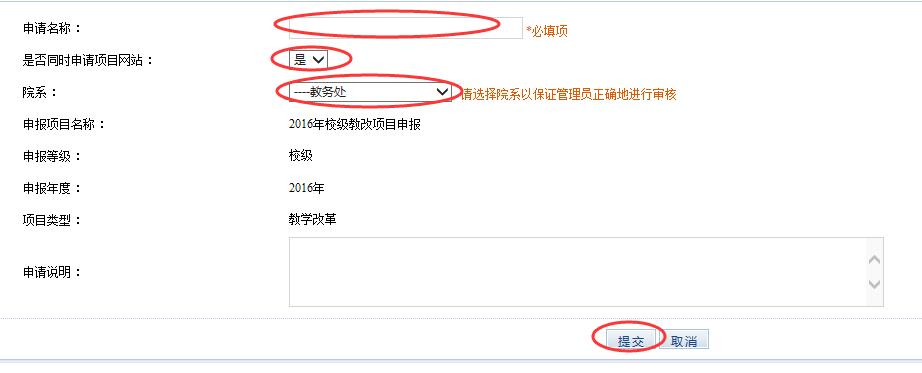 申请名称： *必填项
是否同时申请项目网站： 是
院系： ----教务处 请选择院系以保证管理员正确地进行审核
申报项目名称： 2016年校级教改项目申报
申报等级： 校级
申报年度： 2016年
项目类型： 教学改革
申请说明：
提交 取消